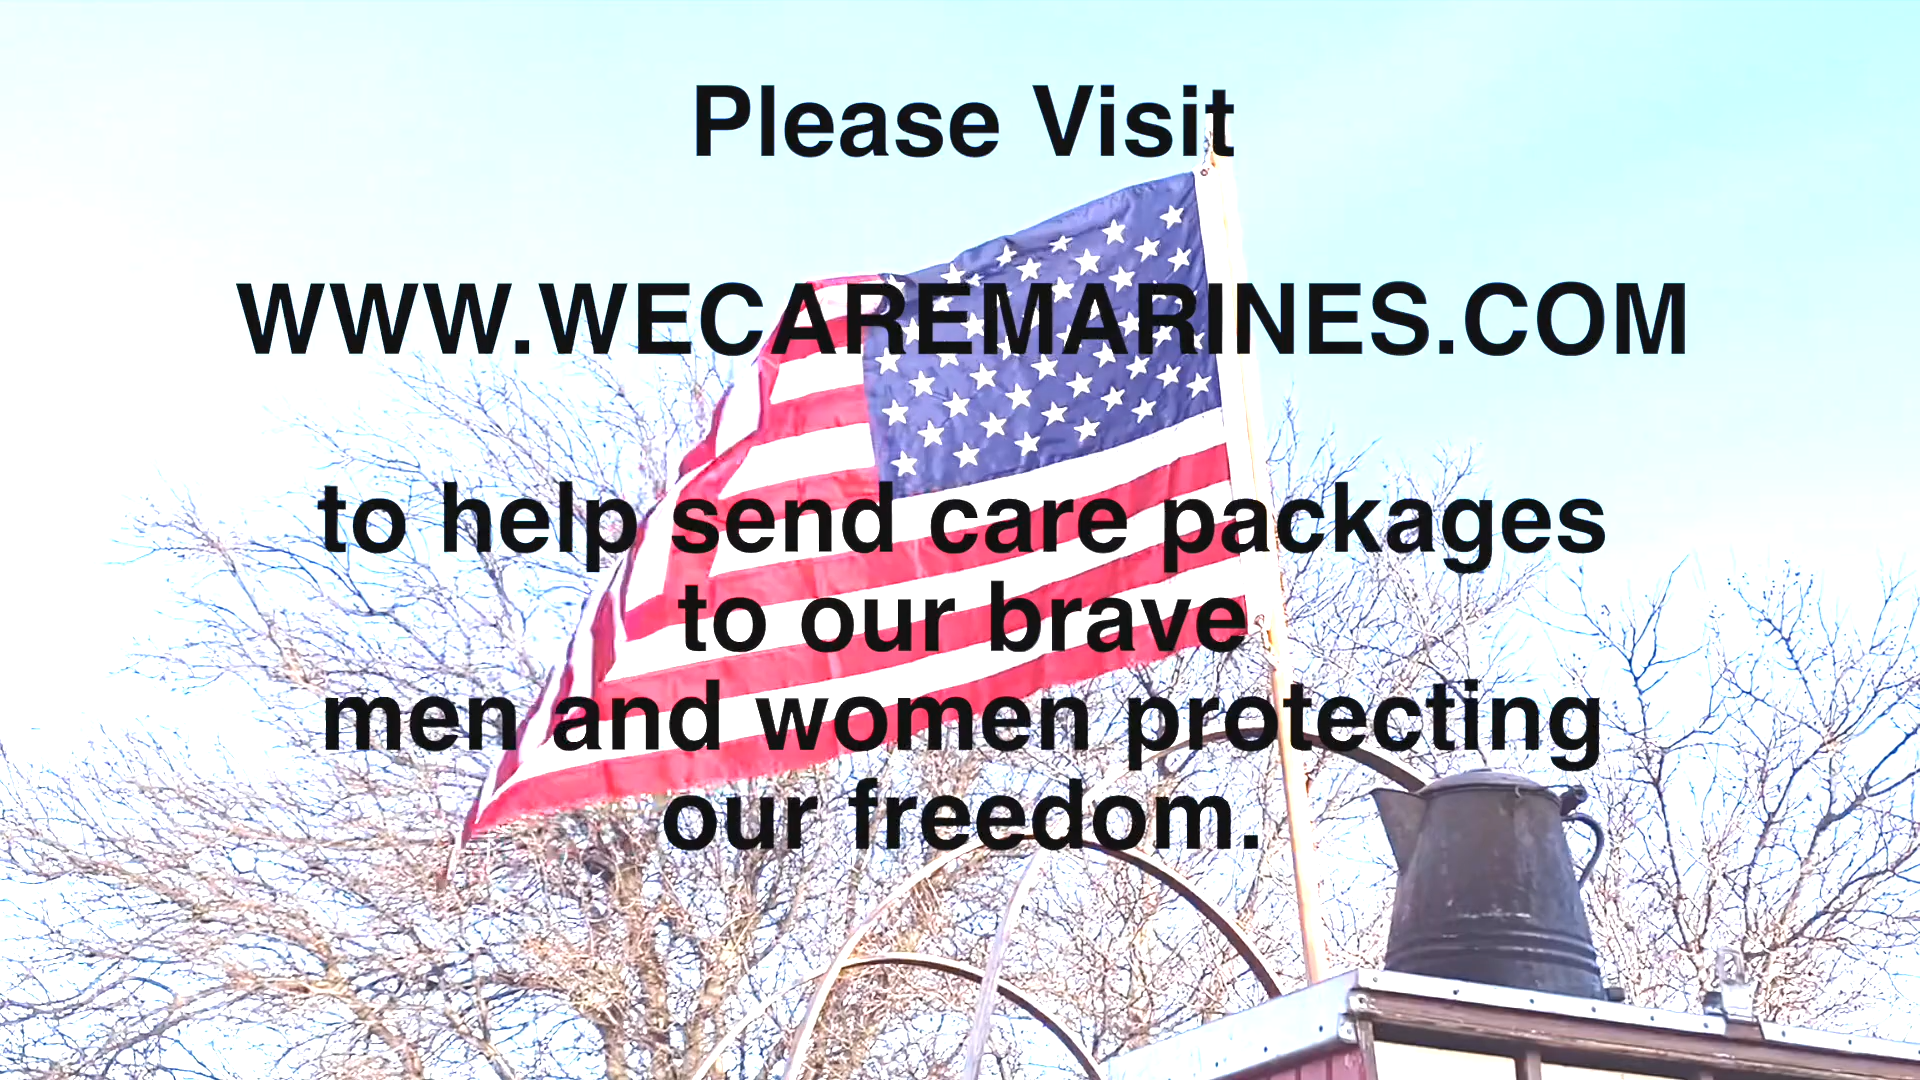 Please Visit
WWW.WECAREMARINES.COM
to help send care packages
to our brave
men and women protecting
our freedom.